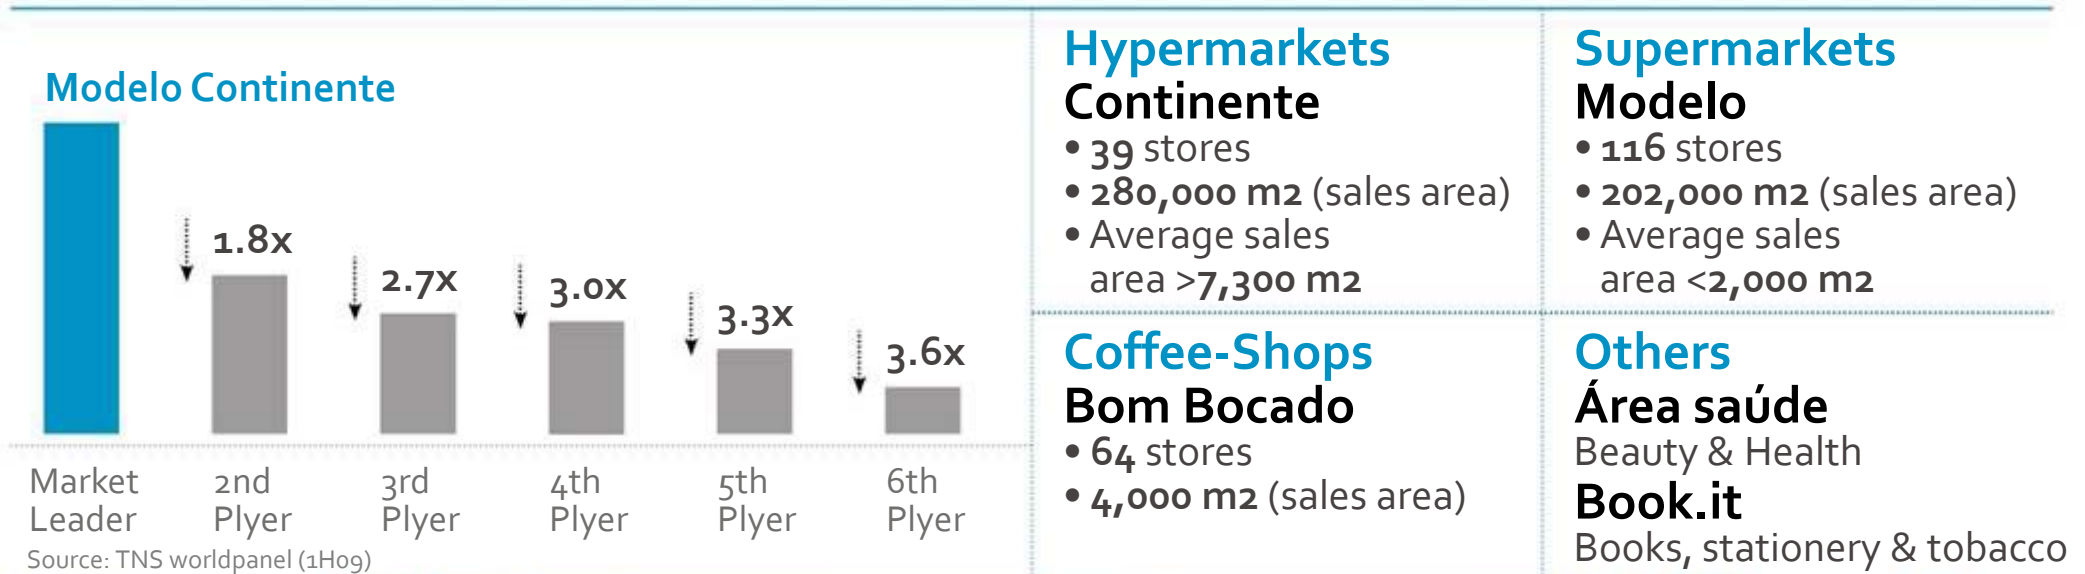 Modelo Continente
1.8x
2.7x
3.0x
3.3x
3.6x
Market Leader
2nd Plyer
3rd Plyer
4th Plyer
5th Plyer
6th Plyer
Source: TNS worldpanel (1H09)
Hypermarkets
Continente
• 39 stores
• 280,000 m2 (sales area)
• Average sales
area >7,300 m2
Supermarkets
Modelo
• 116 stores
• 202,000 m2 (sales area)
• Average sales
area <2,000 m2
Coffee-Shops
Bom Bocado
• 64 stores
• 4,000 m2 (sales area)
Others
Área saúde
Beauty & Health
Book.it
Books, stationery & tobacco